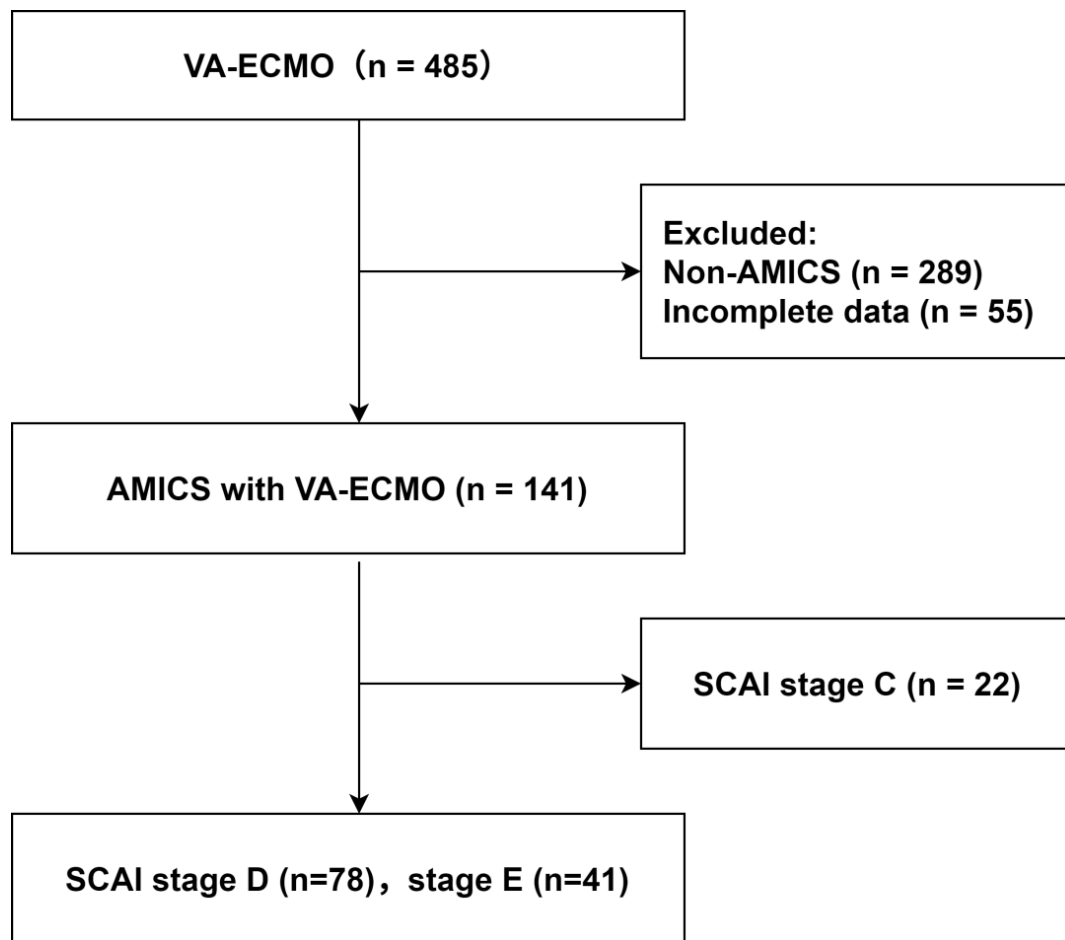 VA-ECMO（n = 485）
Excluded:
Non-AMICS (n = 289)
Incomplete data (n = 55)
AMICS with VA-ECMO (n = 141)
SCAI stage C (n = 22)
SCAI stage D (n=78)，stage E (n=41)